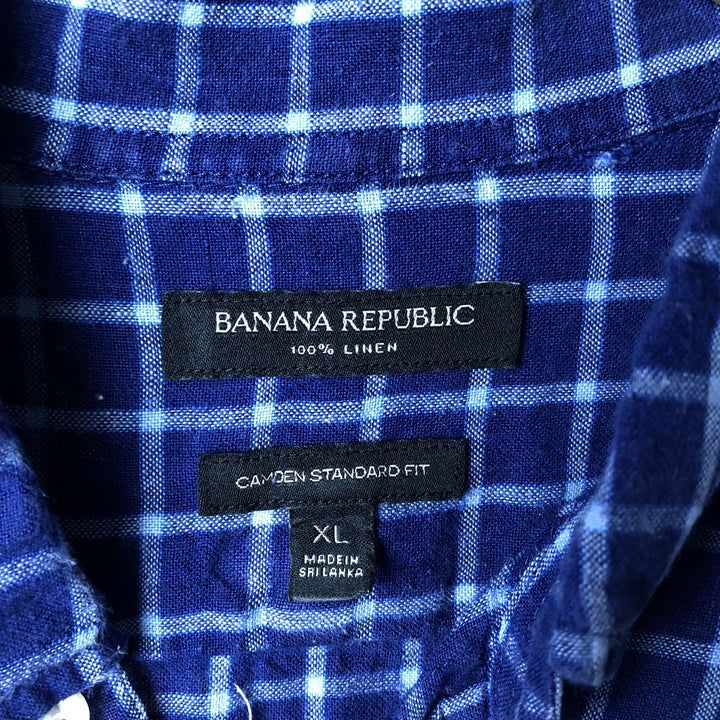 BANANA REPUBLIC
100% LINEN
CAMDEN STANDARD FIT
XL
MADE IN
SRI LANKA